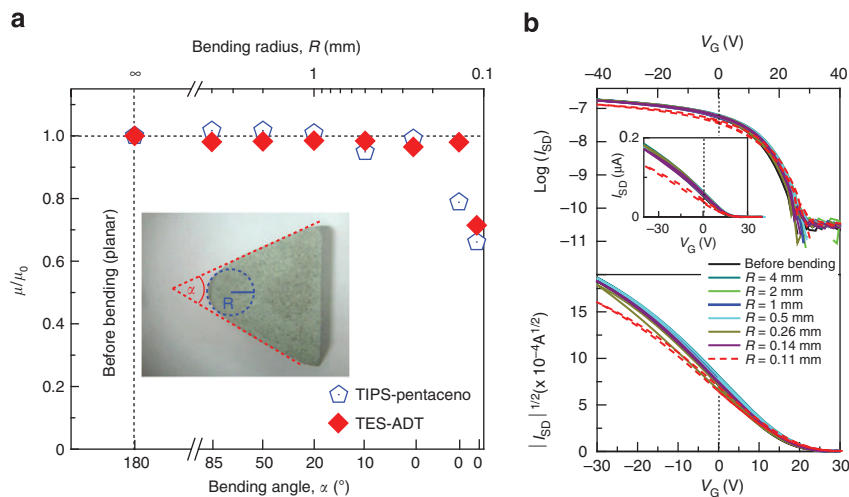 a
Bending radius, R (mm)
∞ 1 0.1
1.0
0.8
0.6
0.4
0.2
0
μ/μ0
Before bending (planar)
α
R
TIPS-pentaceno
TES-ADT
180 85 50 20 10 0 0 0
Bending angle, α (°)
b
VG (V)
−40 −20 0 20 40
−7
−8
−9
−10
−11
Log (ISD)
0.2
0
ISD (μA)
−30 0 30
VG (V)
Before bending
R = 4 mm
R = 2 mm
R = 1 mm
R = 0.5 mm
R = 0.26 mm
R = 0.14 mm
R = 0.11 mm
15
10
5
0
| ISD |1/2(x 10−4A1/2)
−30 −20 −10 0 10 20 30
VG (V)